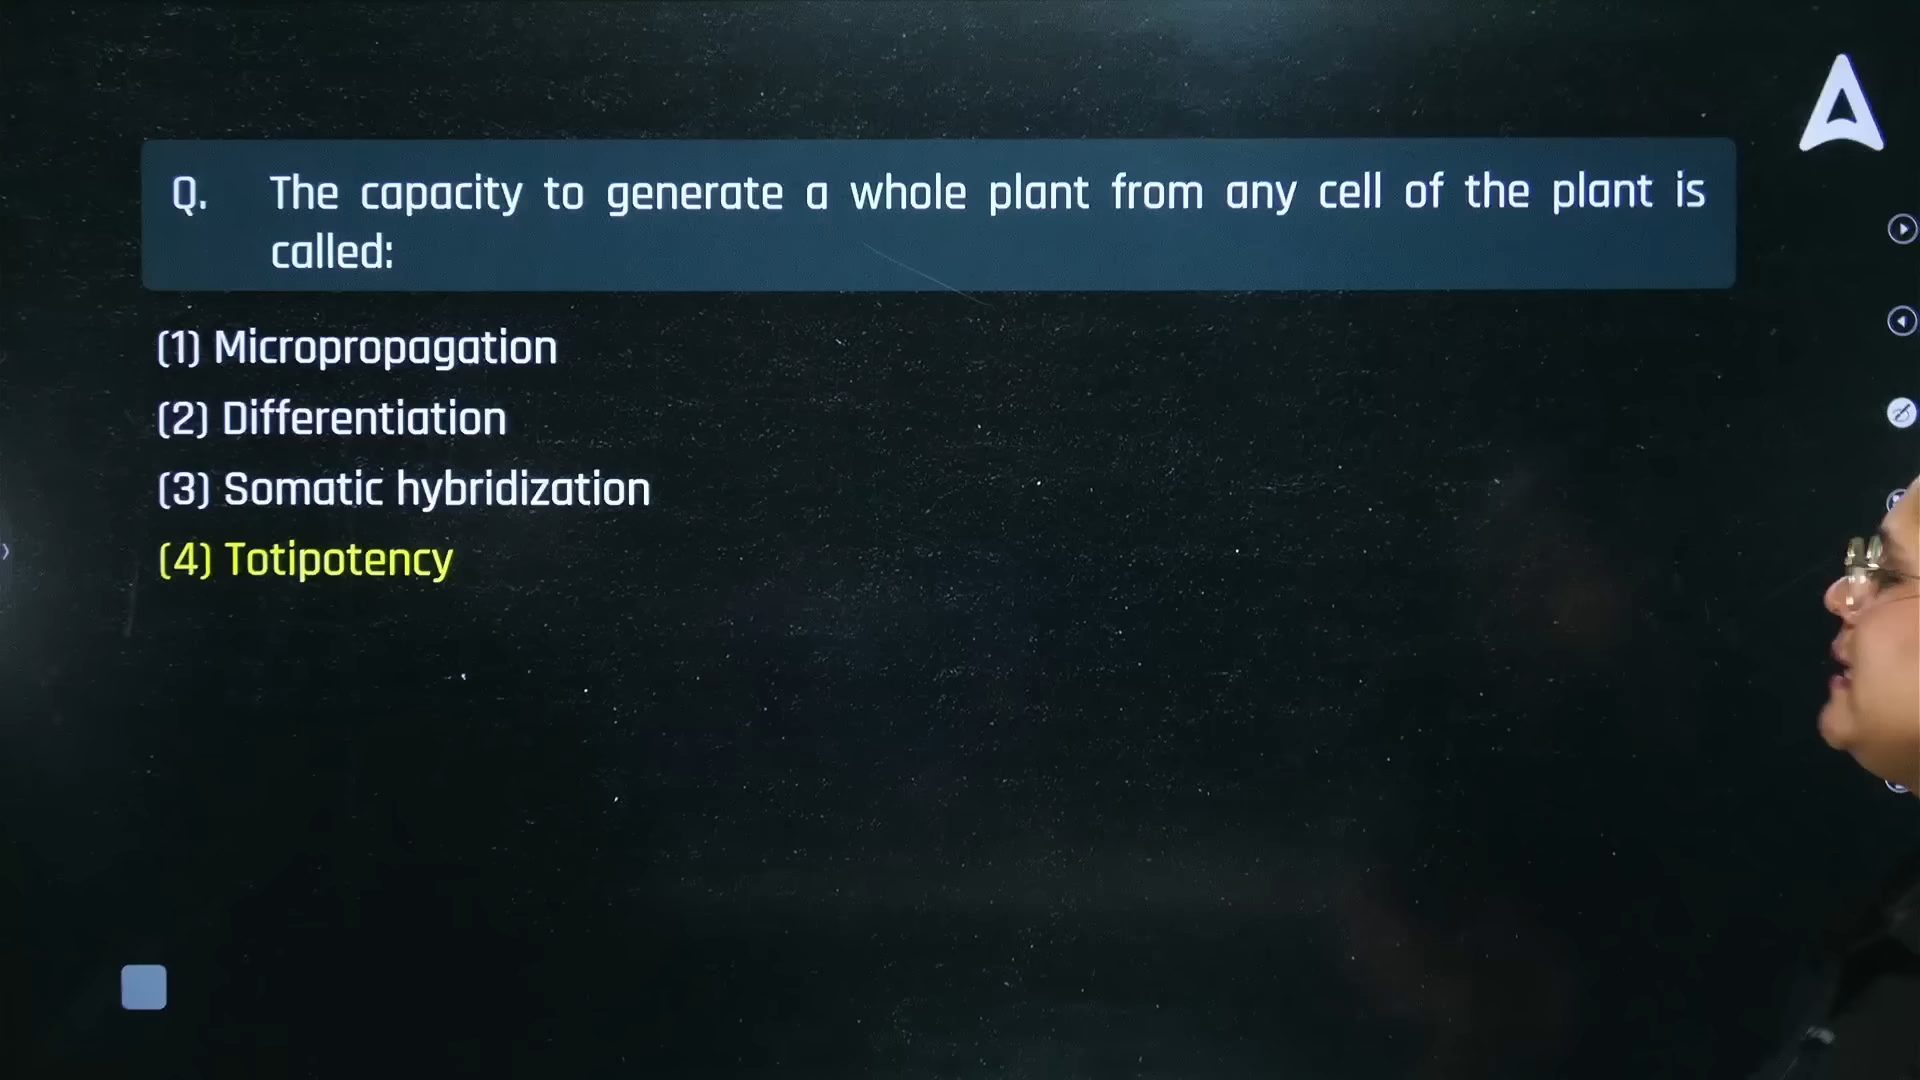 Q. The capacity to generate a whole plant from any cell of the plant is
called:
(1) Micropropagation
(2) Differentiation
(3) Somatic hybridization
(4) Totipotency